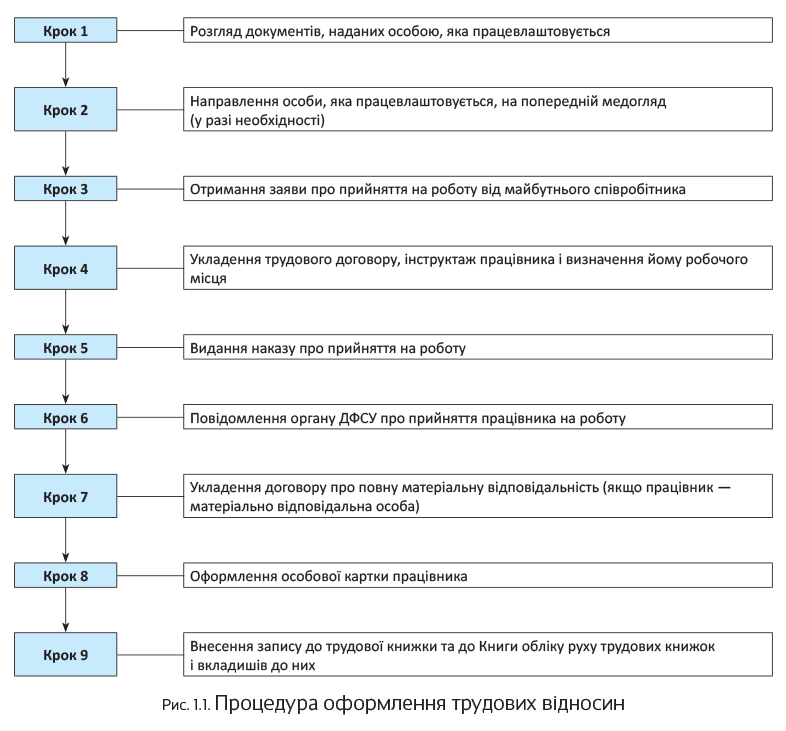 Крок 1
Розгляд документів, наданих особою, яка працевлаштовується
Крок 2
Направлення особи, яка працевлаштовується, на попередній медогляд
(у разі необхідності)
Крок 3
Отримання заяви про прийняття на роботу від майбутнього співробітника
Крок 4
Укладення трудового договору, інструктаж працівника і визначення йому робочого
місця
Крок 5
Видання наказу про прийняття на роботу
Крок 6
Повідомлення органу ДФСУ про прийняття працівника на роботу
Крок 7
Укладення договору про повну матеріальну відповідальність (якщо працівник —
матеріально відповідальна особа)
Крок 8
Оформлення особової картки працівника
Крок 9
Внесення запису до трудової книжки та до Книги обліку руху трудових книжок
і вкладишів до них
Рис. 1.1. Процедура оформлення трудових відносин